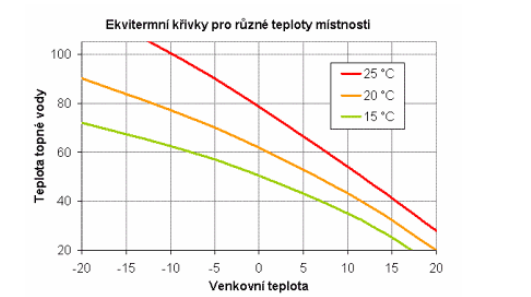 Ekvitermní křivky pro různé teploty místnosti
Teplota topné vody
100
80
60
40
20
25 °C
20 °C
15 °C
-20 -15 -10 -5 0 5 10 15 20
Venkovní teplota